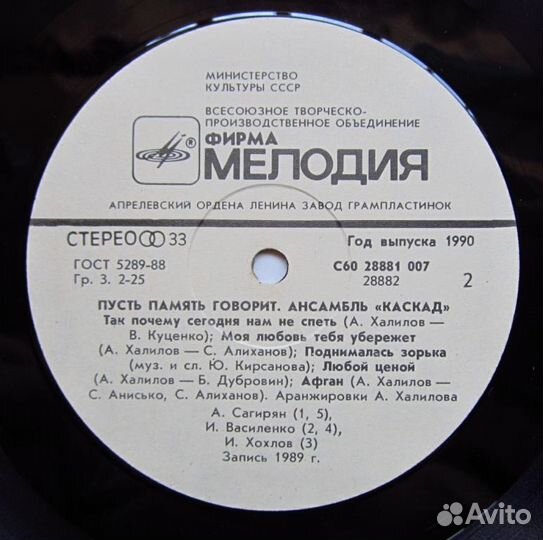 МИНИСТЕРСТВО
КУЛЬТУРЫ СССР
ВСЕСОЮЗНОЕ ТВОРЧЕСКО-
ПРОИЗВОДСТВЕННОЕ ОБЪЕДИНЕНИЕ
® ФИРМА
МЕЛОДИЯ
АПРЕЛЕВСКИЙ ОРДЕНА ЛЕНИНА ЗАВОД ГРАМПЛАСТИНОК
СТЕРЕО 33 Год выпуска 1990
ГОСТ 5289-88 С60 28881 007
Гр. 3. 2-25 28882 2
ПУСТЬ ПАМЯТЬ ГОВОРИТ. АНСАМБЛЬ «КАСКАД»
Так почему сегодня нам не спеть (А. Халилов —
В. Куценко); Моя любовь тебя убережет
(А. Халилов — С. Алиханов); Поднималась зорька
(муз. и сл. Ю. Кирсанова); Любой ценой
(А. Халилов — Б. Дубровин); Афган (А. Халилов —
С. Анисько, С. Алиханов). Аранжировки А. Халилова
А. Сагирян (1, 5),
И. Василенко (2, 4),
И. Хохлов (3)
Запись 1989 г.
Avito